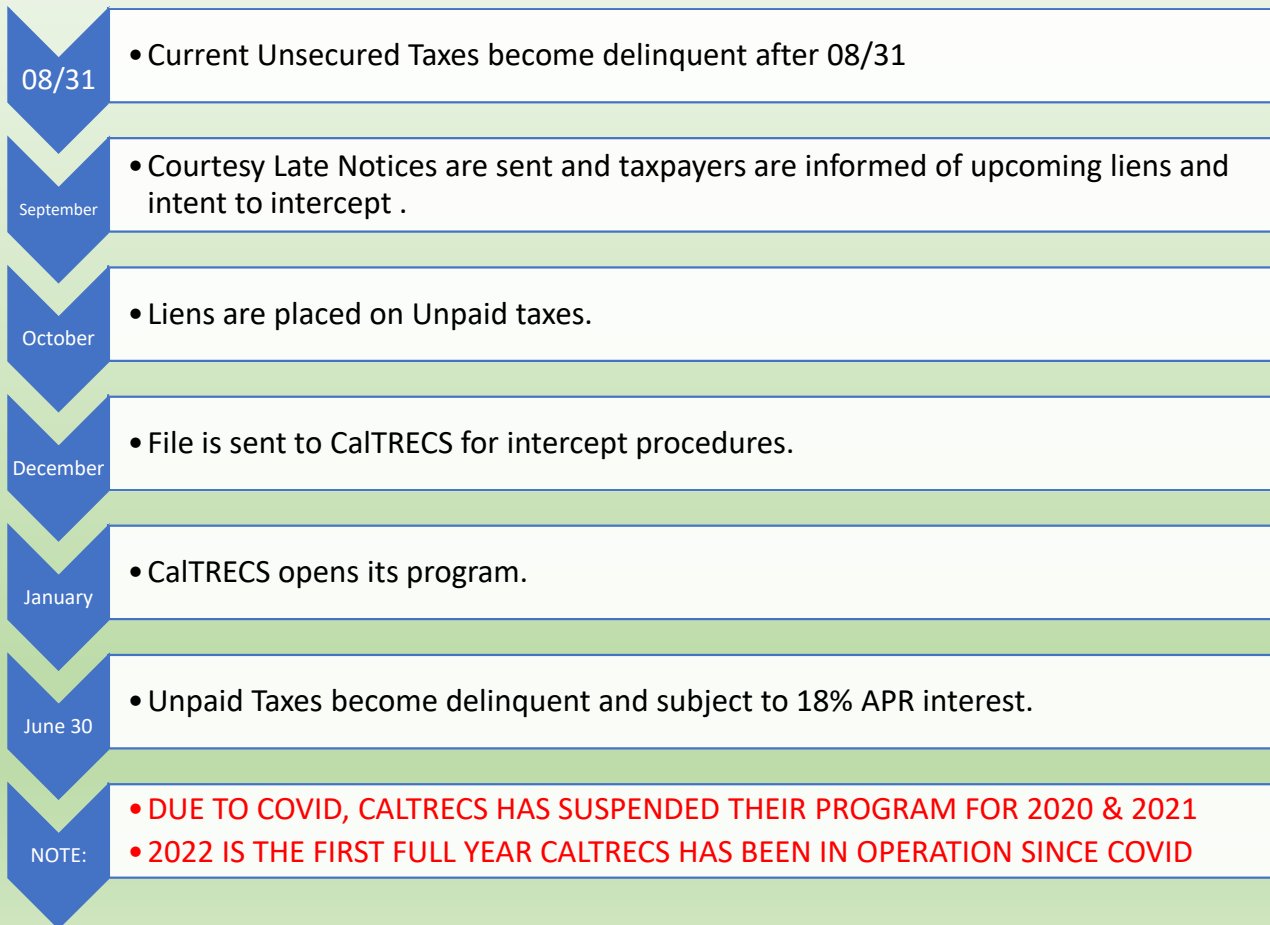 08/31
• Current Unsecured Taxes become delinquent after 08/31
September
• Courtesy Late Notices are sent and taxpayers are informed of upcoming liens and
intent to intercept .
October
• Liens are placed on Unpaid taxes.
December
• File is sent to CalTRECS for intercept procedures.
January
• CalTRECS opens its program.
June 30
• Unpaid Taxes become delinquent and subject to 18% APR interest.
NOTE:
• DUE TO COVID, CALTRECS HAS SUSPENDED THEIR PROGRAM FOR 2020 & 2021
• 2022 IS THE FIRST FULL YEAR CALTRECS HAS BEEN IN OPERATION SINCE COVID